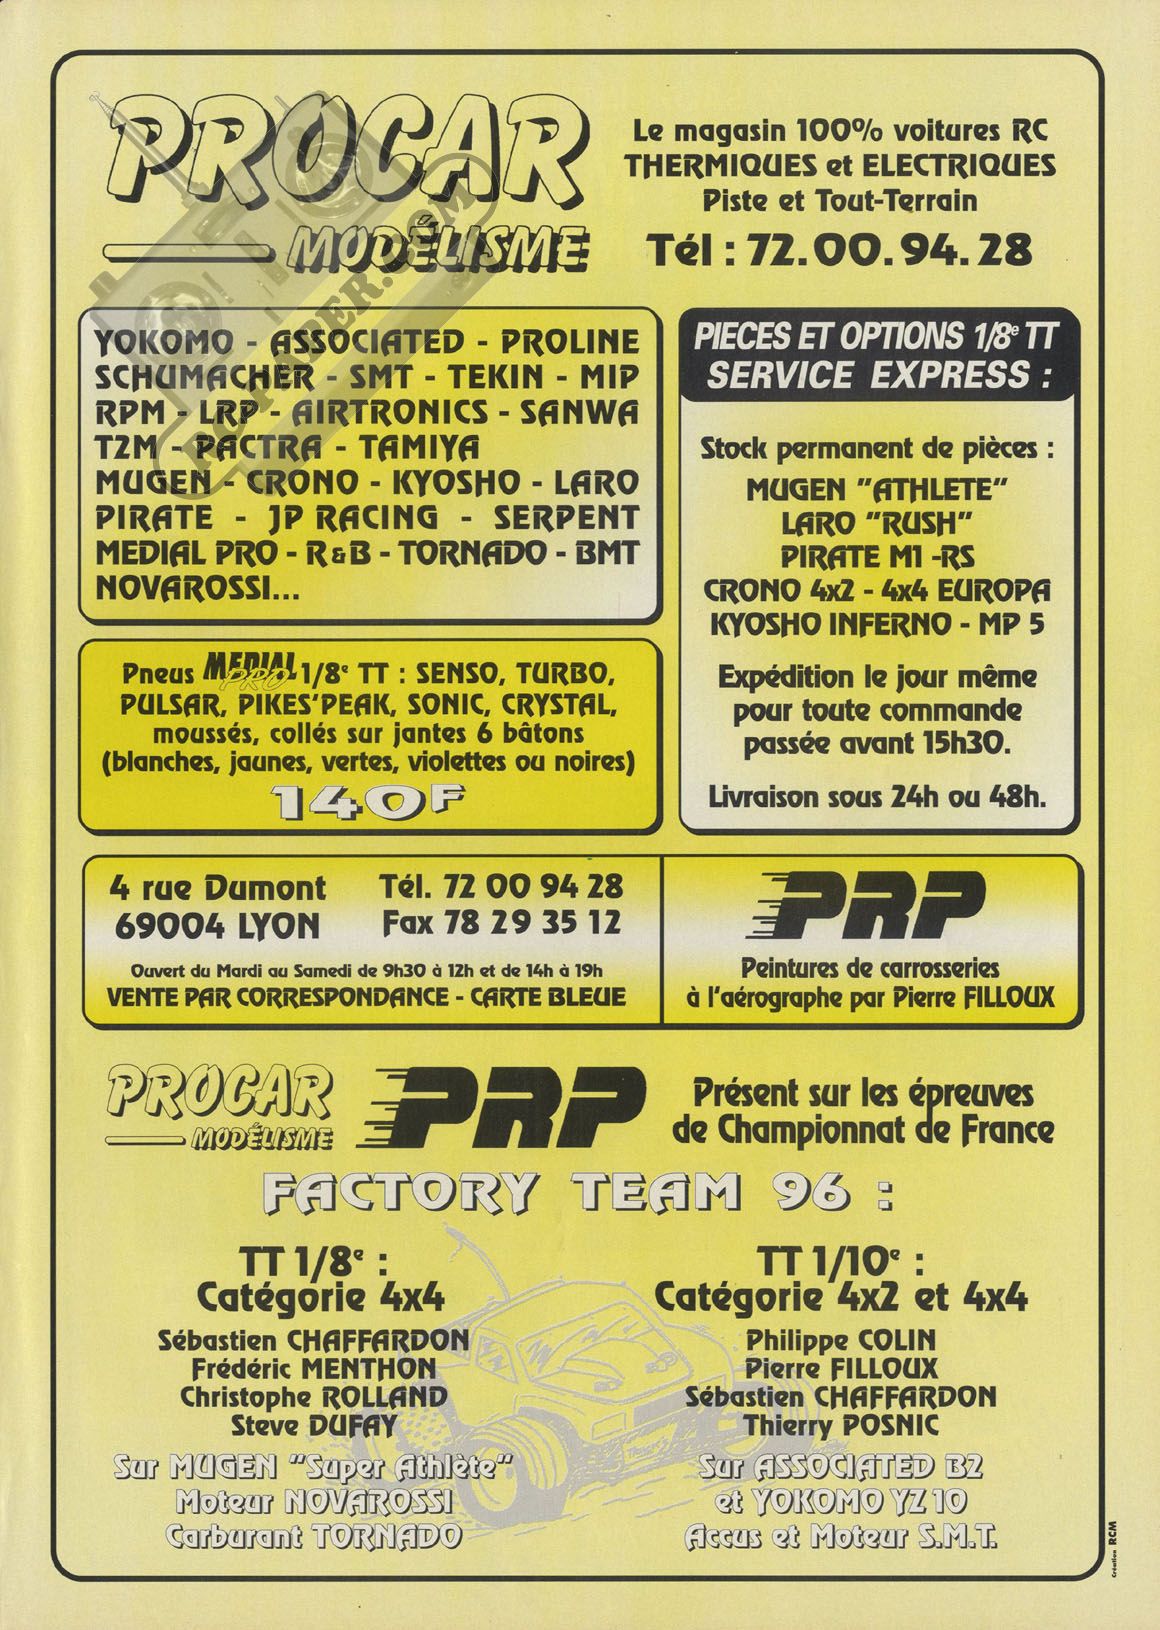 PROCAR
MODÉLISME
Le magasin 100% voitures RC
THERMIQUES et ELECTRIQUES
Piste et Tout-Terrain
Tél : 72.00.94.28
RCPAPER.COM
YOKOMO - ASSOCIATED - PROLINE
SCHUMACHER - SMT - TEKIN - MIP
RPM - LRP - AIRTRONICS - SANWA
T2M - PACTRA - TAMIYA
MUGEN - CRONO - KYOSHO - LARO
PIRATE - JP RACING - SERPENT
MEDIAL PRO - R&B - TORNADO - BMT
NOVAROSSI...
PIECES ET OPTIONS 1/8e TT
SERVICE EXPRESS :
Stock permanent de pièces :
MUGEN "ATHLETE"
LARO "RUSH"
PIRATE M1 -RS
CRONO 4x2 - 4x4 EUROPA
KYOSHO INFERNO - MP 5
Expédition le jour même
pour toute commande
passée avant 15h30.
Livraison sous 24h ou 48h.
Pneus MEDIAL PRO 1/8e TT : SENSO, TURBO,
PULSAR, PIKES'PEAK, SONIC, CRYSTAL,
moussés, collés sur jantes 6 bâtons
(blanches, jaunes, vertes, violettes ou noires)
140F
4 rue Dumont
69004 LYON
Tél. 72 00 94 28
Fax 78 29 35 12
Ouvert du Mardi au Samedi de 9h30 à 12h et de 14h à 19h
VENTE PAR CORRESPONDANCE - CARTE BLEUE
PRP
Peintures de carrosseries
à l'aérographe par Pierre FILLOUX
PROCAR
MODÉLISME
PRP
Présent sur les épreuves
de Championnat de France
FACTORY TEAM 96 :
TT 1/8e :
Catégorie 4x4
Sébastien CHAFFARDON
Frédéric MENTHON
Christophe ROLLAND
Steve DUFAY
Sur MUGEN "Super Athlète"
Moteur NOVAROSSI
Carburant TORNADO
TT 1/10e :
Catégorie 4x2 et 4x4
Philippe COLIN
Pierre FILLOUX
Sébastien CHAFFARDON
Thierry POSNIC
Sur ASSOCIATED B2
et YOKOMO YZ 10
Accus et Moteur S.M.T.
Création RCM